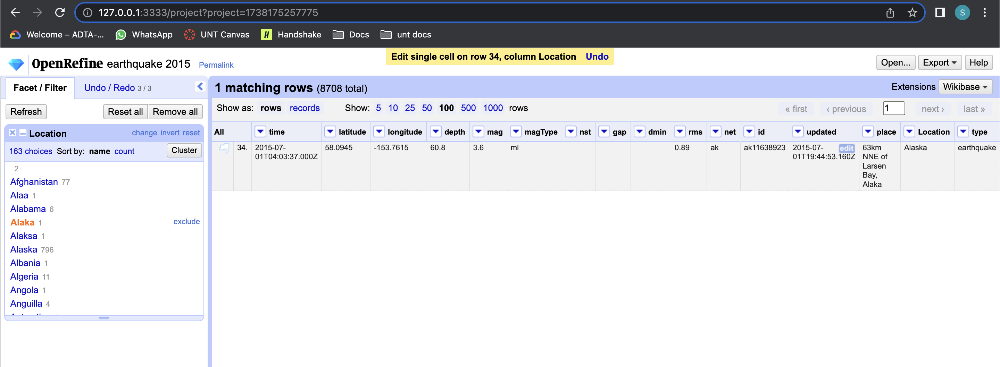 127.0.0.1:3333/project?project=1738175257775
S
Welcome – ADTA-...
WhatsApp
UNT Canvas
H
Handshake
Docs
unt docs
OpenRefine earthquake 2015 Permalink
Edit single cell on row 34, column Location Undo
Open... Export Help
Facet / Filter
Undo / Redo 3 / 3
Refresh
Reset all Remove all
Location
change invert reset
163 choices Sort by: name count
Cluster
2
Afghanistan 77
Alaa 1
Alabama 6
Alaka 1 exclude
Alaksa 1
Alaska 796
Albania 1
Algeria 11
Angola 1
Anguilla 4
1 matching rows (8708 total)
Extensions Wikibase
Show as: rows records
Show: 5 10 25 50 100 500 1000 rows
« first ‹ previous 1 next › last »
All time latitude longitude depth mag magType nst gap dmin rms net id updated place Location type
34.
2015-07-
01T04:03:37.000Z
58.0945
-153.7615
60.8
3.6
ml
0.89
ak
ak11638923
2015-07- edit
01T19:44:53.160Z
63km
NNE of
Larsen
Bay,
Alaka
Alaska
earthquake